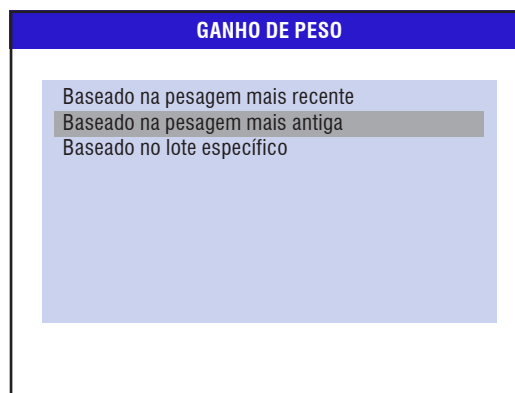 GANHO DE PESO
Baseado na pesagem mais recente
Baseado na pesagem mais antiga
Baseado no lote específico